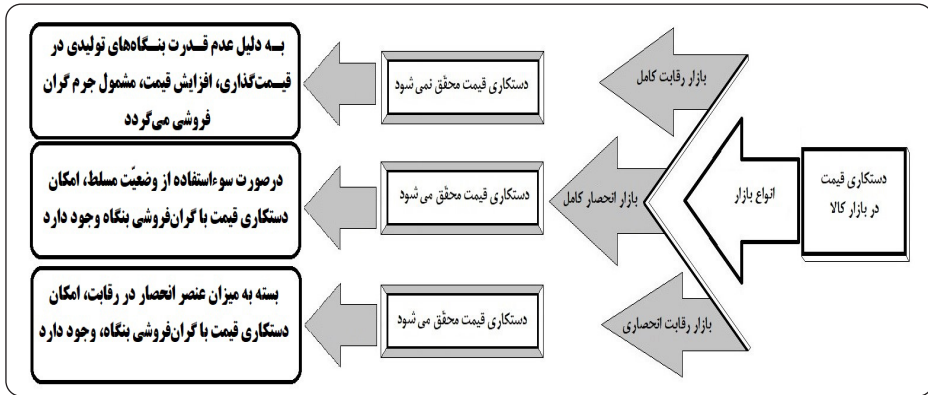 دستکاری قیمت
در بازار کالا
انواع بازار
بازار رقابت کامل
دستکاری قیمت محقّق نمی شود
بـه دلیل عدم قـدرت بنـگاه‌های تولیدی در
قیـمت‌گذاری، افزایش قیمت، مشمول جرم گران
فروشی می‌گردد
بازار انحصار کامل
دستکاری قیمت محقّق می شود
درصورت سوءاستفاده از وضعیّت مسلط، امکان
دستکاری قیمت با گران‌فروشی بنگاه وجود دارد
بازار رقابت انحصاری
دستکاری قیمت محقّق می شود
بسته به میزان عنصر انحصار در رقابت، امکان
دستکاری قیمت با گران‌فروشی بنگاه، وجود دارد